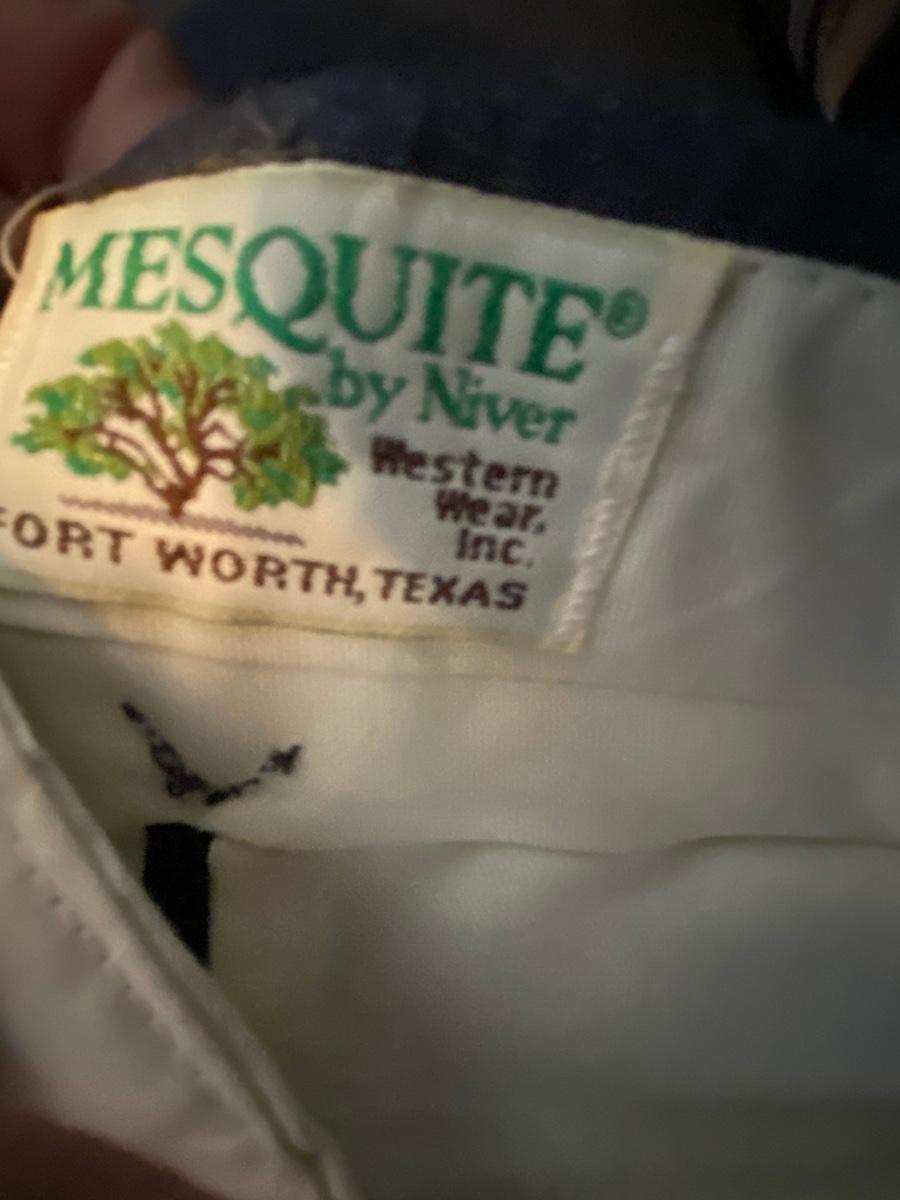 MESQUITE®
by Niver
Western
Wear,
Inc.
FORT WORTH, TEXAS